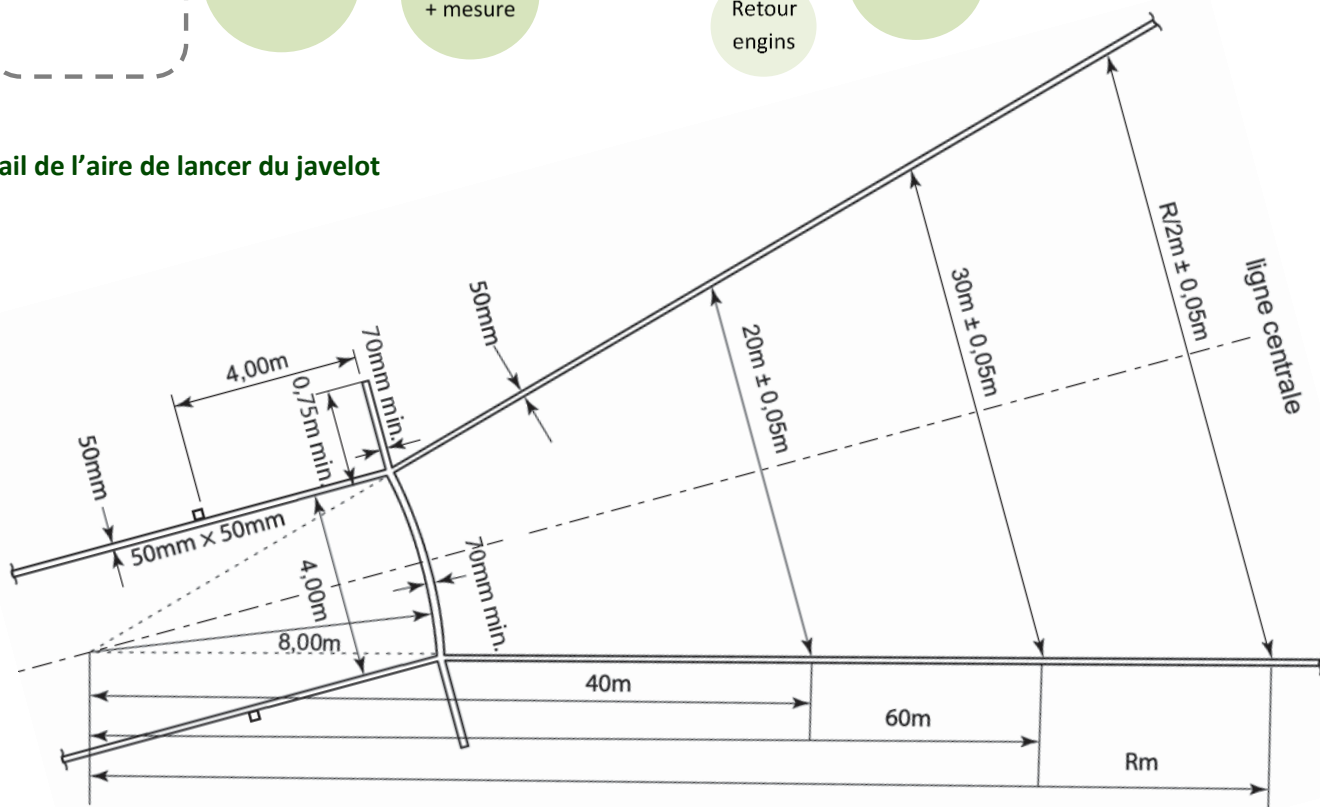 + mesure
Retour
engins
ail de l’aire de lancer du javelot
4,00m
70mm min.
0,75m min.
50mm
50mm
50mm × 50mm
4,00m
8,00m
70mm min.
20m ± 0,05m
30m ± 0,05m
R/2m ± 0,05m
ligne centrale
40m
60m
Rm